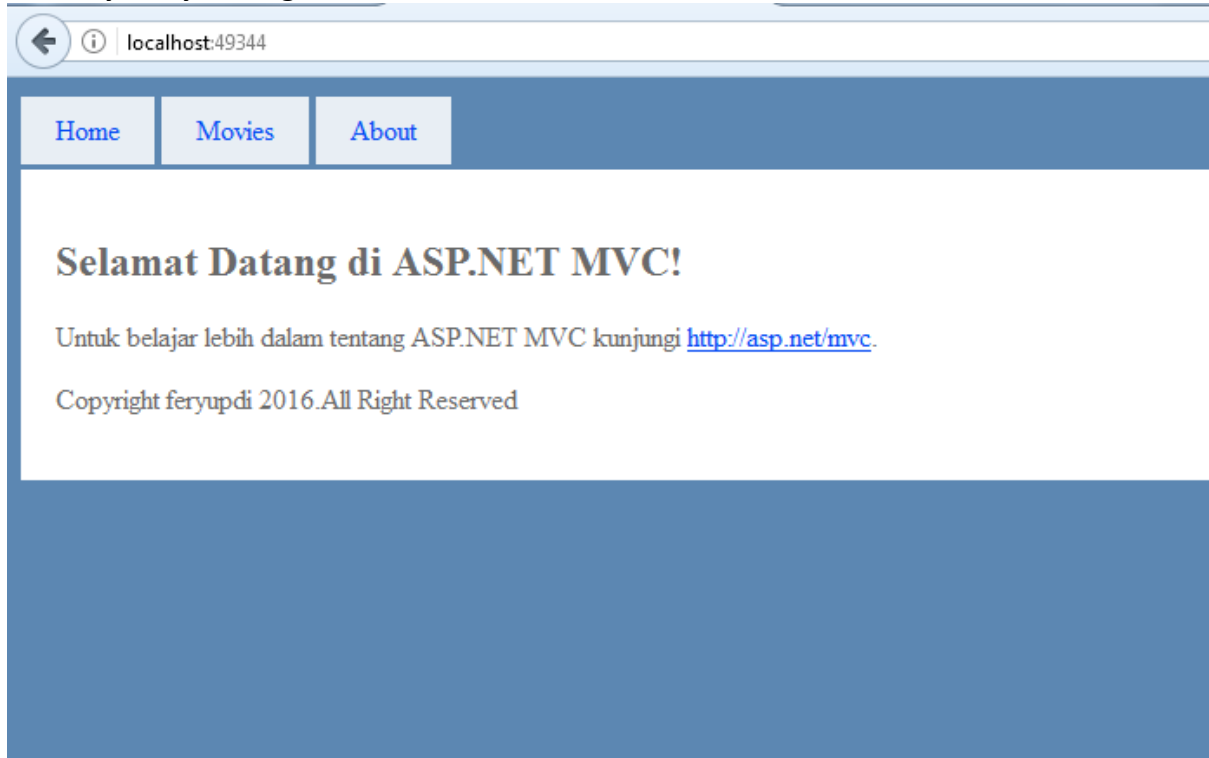 localhost:49344
Home Movies About
Selamat Datang di ASP.NET MVC!
Untuk belajar lebih dalam tentang ASP.NET MVC kunjungi http://asp.net/mvc.
Copyright feryupdi 2016.All Right Reserved